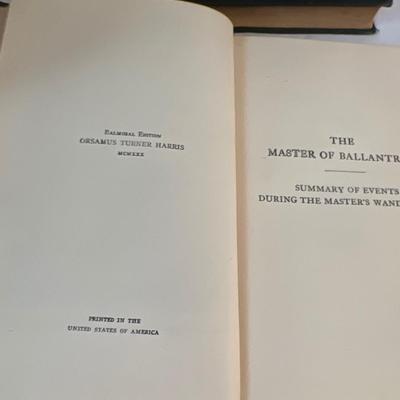 BALMORAL EDITION
ORSAMUS TURNER HARRIS
MCMXXX
PRINTED IN THE
UNITED STATES OF AMERICA
THE
MASTER OF BALLANTR
SUMMARY OF EVENTS
DURING THE MASTER'S WAND